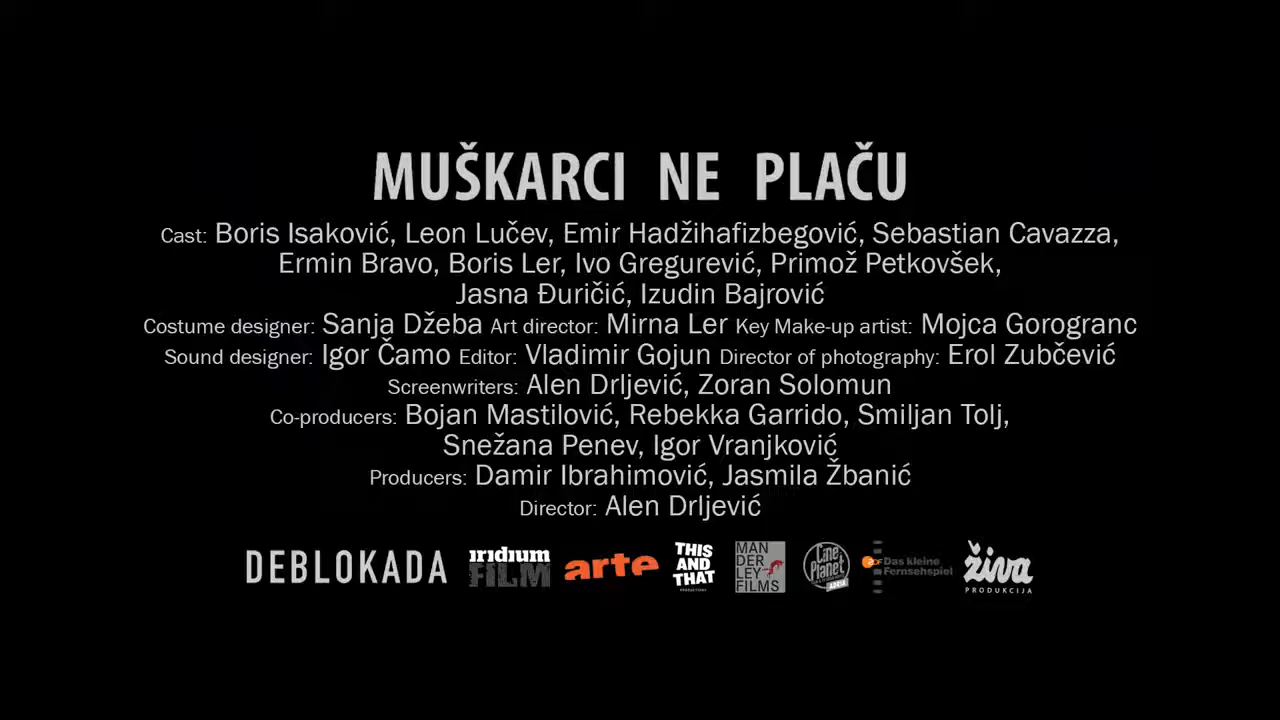 MUŠKARCI NE PLAČU
Cast: Boris Isaković, Leon Lučev, Emir Hadžihafizbegović, Sebastian Cavazza,
Ermin Bravo, Boris Ler, Ivo Gregurević, Primož Petkovšek,
Jasna Đuričić, Izudin Bajrović
Costume designer: Sanja Džeba Art director: Mirna Ler Key Make-up artist: Mojca Gorogranc
Sound designer: Igor Čamo Editor: Vladimir Gojun Director of photography: Erol Zubčević
Screenwriters: Alen Drljević, Zoran Solomun
Co-producers: Bojan Mastilović, Rebekka Garrido, Smiljan Tolj,
Snežana Penev, Igor Vranjković
Producers: Damir Ibrahimović, Jasmila Žbanić
Director: Alen Drljević
DEBLOKADA
iridium
FILM
arte
THIS
AND
THAT
PRODUCTIONS
MAN
DER
LEY
FILMS
Cine
Planet
ADRIA
ZDF Das kleine
Fernsehspiel
živa
PRODUKCIJA